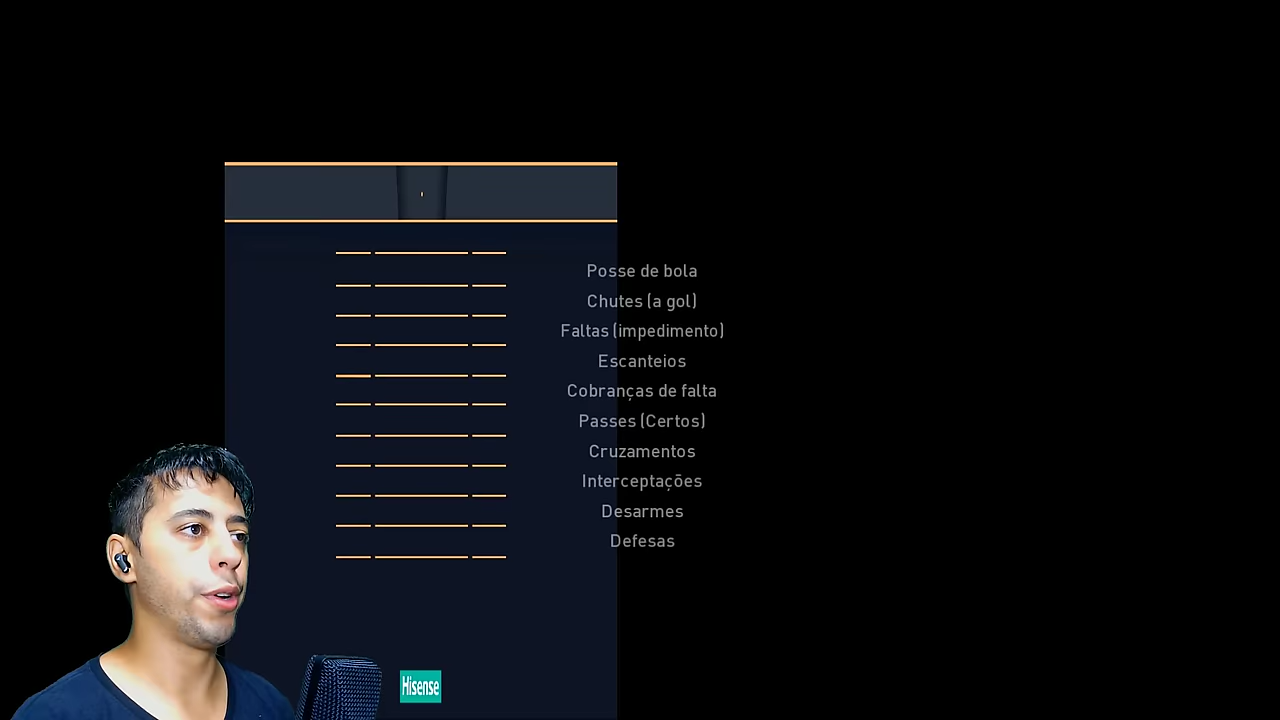 Posse de bola
Chutes (a gol)
Faltas (impedimento)
Escanteios
Cobranças de falta
Passes (Certos)
Cruzamentos
Interceptações
Desarmes
Defesas
Hisense